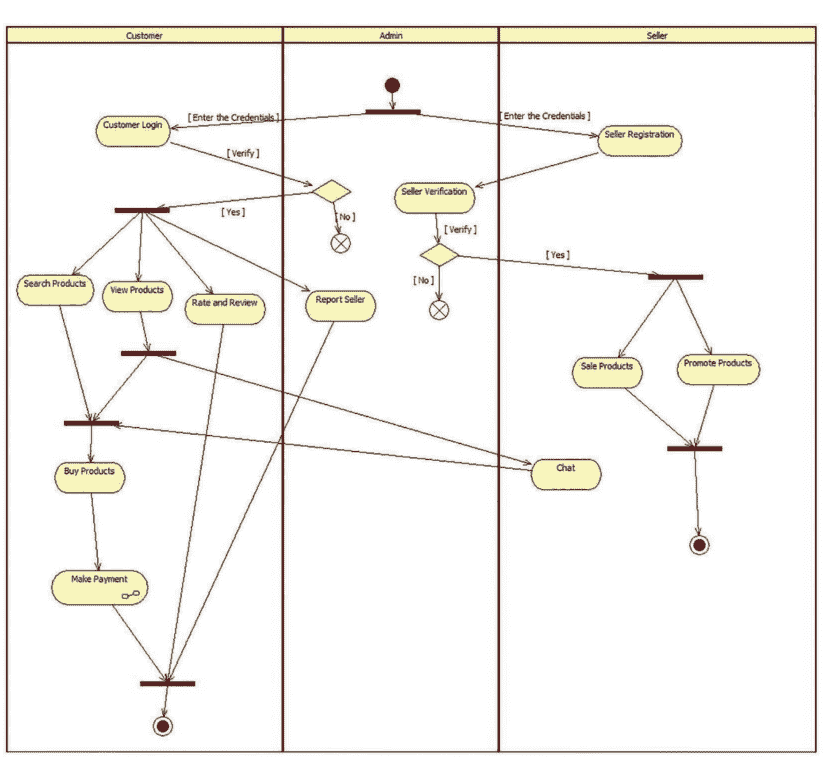 Customer
Admin
Seller
[ Enter the Credentials ]
[ Enter the Credentials ]
Customer Login
Seller Registration
[ Verify ]
Seller Verification
[ Yes ]
[ No ]
[ Verify ]
[ Yes ]
[ No ]
Search Products
View Products
Rate and Review
Report Seller
Sale Products
Promote Products
Buy Products
Chat
Make Payment